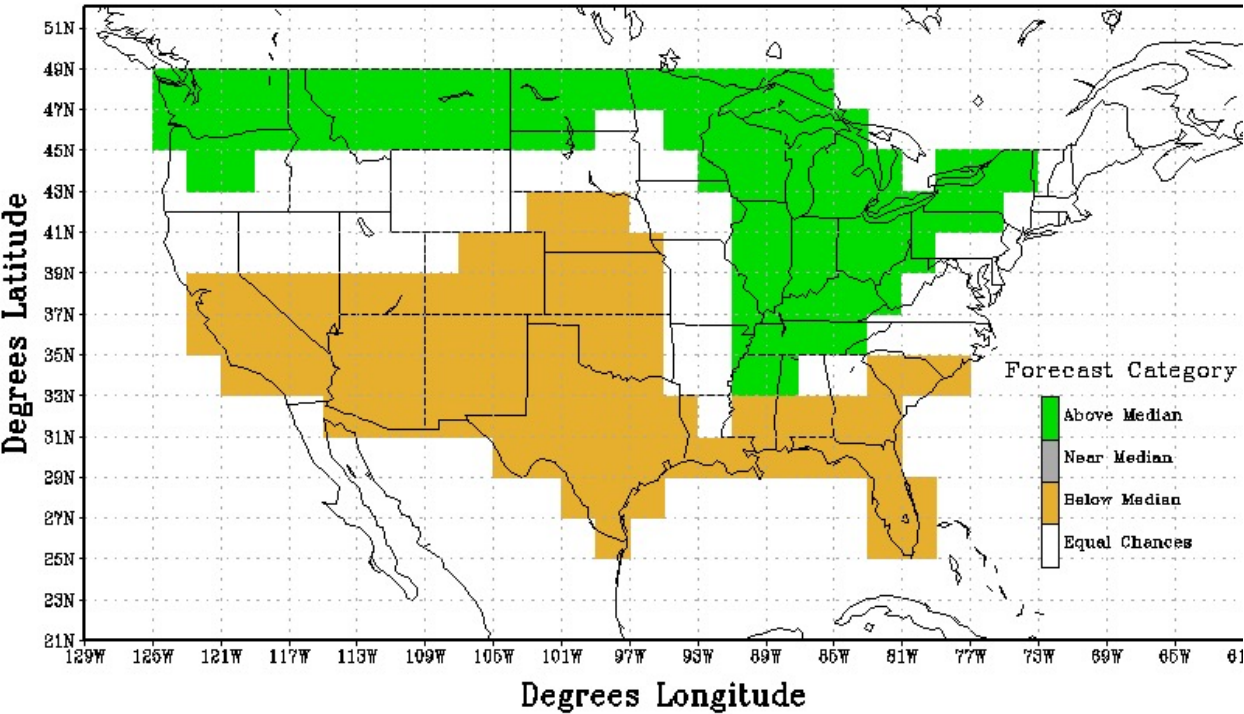 Degrees Latitude
51N
49N
47N
45N
43N
41N
39N
37N
35N
33N
31N
29N
27N
25N
23N
21N
Forecast Category
Above Median
Near Median
Below Median
Equal Chances
129W 125W 121W 117W 113W 109W 105W 101W 97W 93W 89W 85W 81W 77W 73W 69W 65W 61
Degrees Longitude